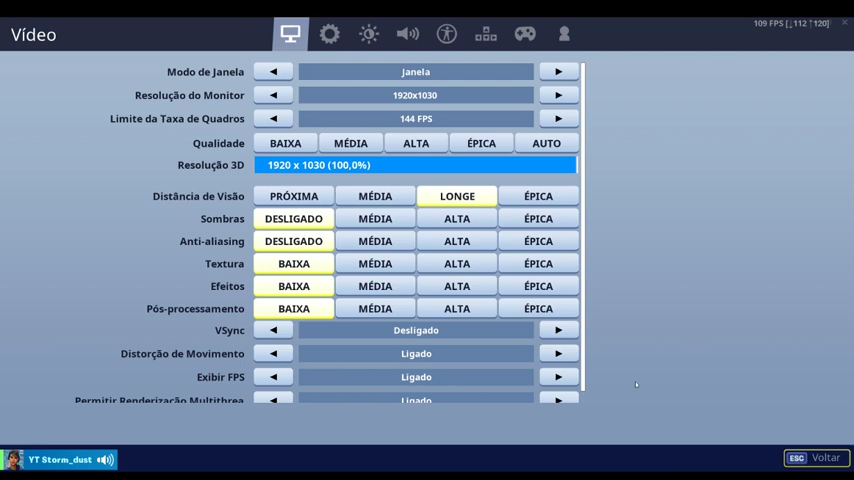 109 FPS [↓112 ↑120]
Vídeo
Modo de Janela ◄ Janela ►
Resolução do Monitor ◄ 1920x1030 ►
Limite da Taxa de Quadros ◄ 144 FPS ►
Qualidade BAIXA MÉDIA ALTA ÉPICA AUTO
Resolução 3D 1920 x 1030 (100,0%)
Distância de Visão PRÓXIMA MÉDIA LONGE ÉPICA
Sombras DESLIGADO MÉDIA ALTA ÉPICA
Anti-aliasing DESLIGADO MÉDIA ALTA ÉPICA
Textura BAIXA MÉDIA ALTA ÉPICA
Efeitos BAIXA MÉDIA ALTA ÉPICA
Pós-processamento BAIXA MÉDIA ALTA ÉPICA
VSync ◄ Desligado ►
Distorção de Movimento ◄ Ligado ►
Exibir FPS ◄ Ligado ►
Permitir Renderização Multithrea ◄ Ligado ►
YT Storm_dust
ESC Voltar